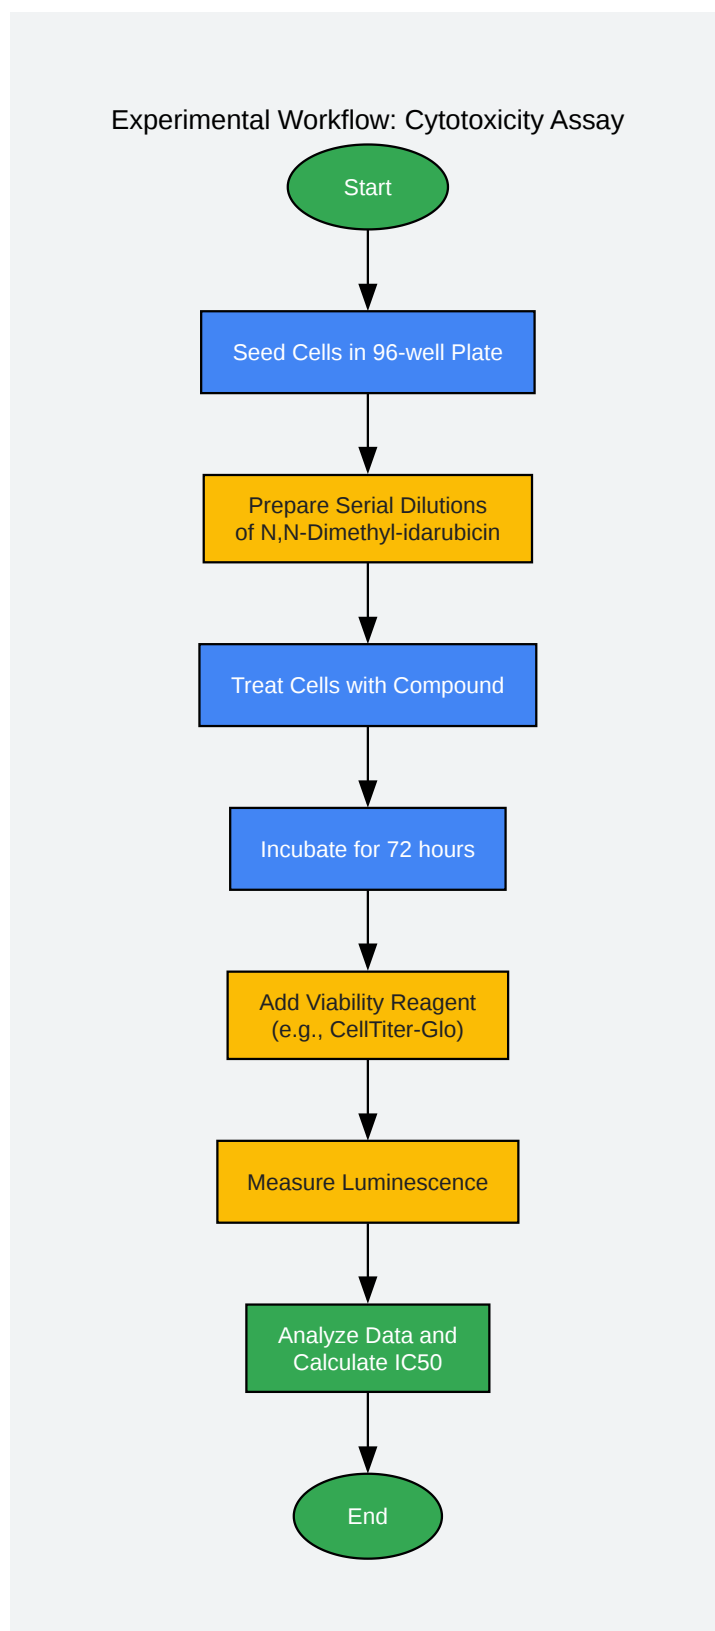 Experimental Workflow: Cytotoxicity Assay
Start
Seed Cells in 96-well Plate
Prepare Serial Dilutions
of N,N-Dimethyl-idarubicin
Treat Cells with Compound
Incubate for 72 hours
Add Viability Reagent
(e.g., CellTiter-Glo)
Measure Luminescence
Analyze Data and
Calculate IC50
End